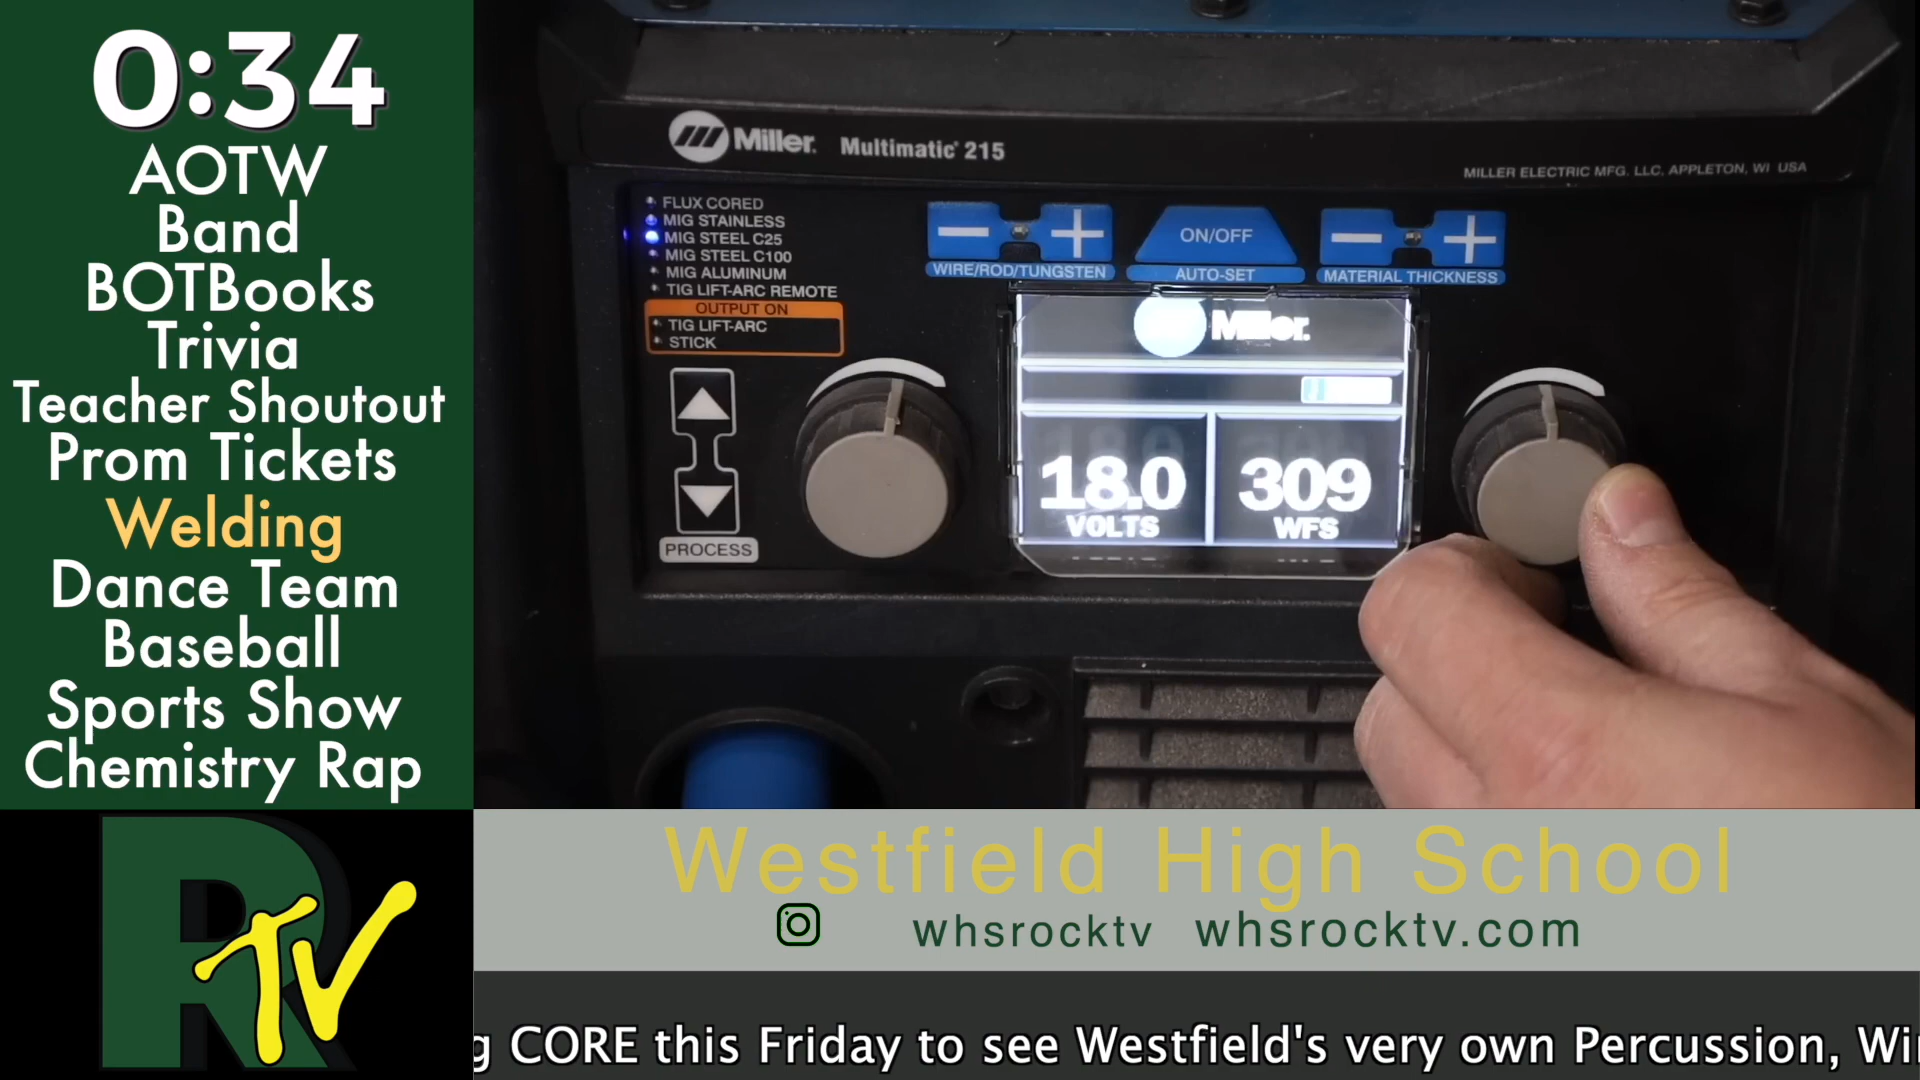 0:34
AOTW
Band
BOTBooks
Trivia
Teacher Shoutout
Prom Tickets
Welding
Dance Team
Baseball
Sports Show
Chemistry Rap
RTV
Miller. Multimatic® 215
MILLER ELECTRIC MFG. LLC, APPLETON, WI USA
FLUX CORED
MIG STAINLESS
MIG STEEL C25
MIG STEEL C100
MIG ALUMINUM
TIG LIFT-ARC REMOTE
OUTPUT ON
TIG LIFT-ARC
STICK
PROCESS
ON/OFF
WIRE/ROD/TUNGSTEN AUTO-SET MATERIAL THICKNESS
Miller.
18.0 309
VOLTS WFS
Westfield High School
whsrocktv whsrocktv.com
g CORE this Friday to see Westfield's very own Percussion, Wi